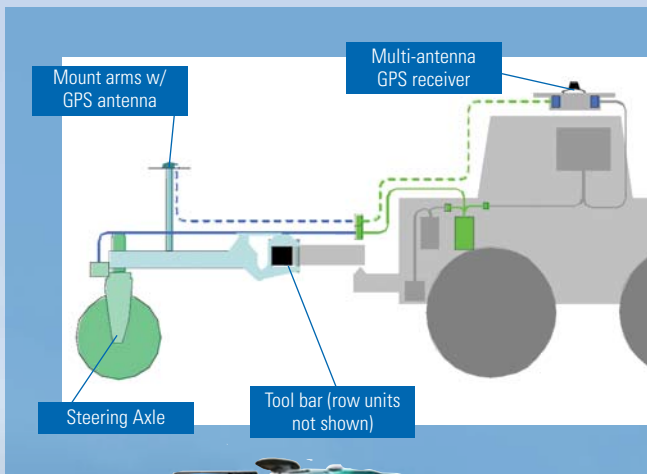 Mount arms w/
GPS antenna
Multi-antenna
GPS receiver
Steering Axle
Tool bar (row units
not shown)